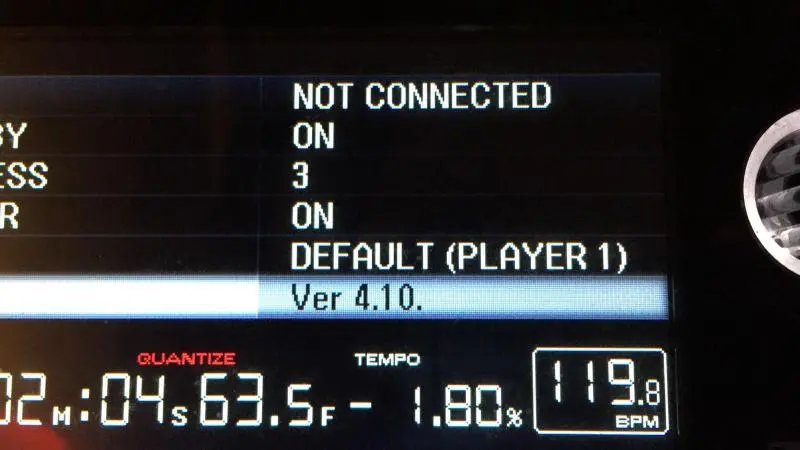 NOT CONNECTED
BY ON
ESS 3
R ON
DEFAULT (PLAYER 1)
Ver 4.10.
QUANTIZE TEMPO
02M:04S63.5F -1.80% 119.8
BPM